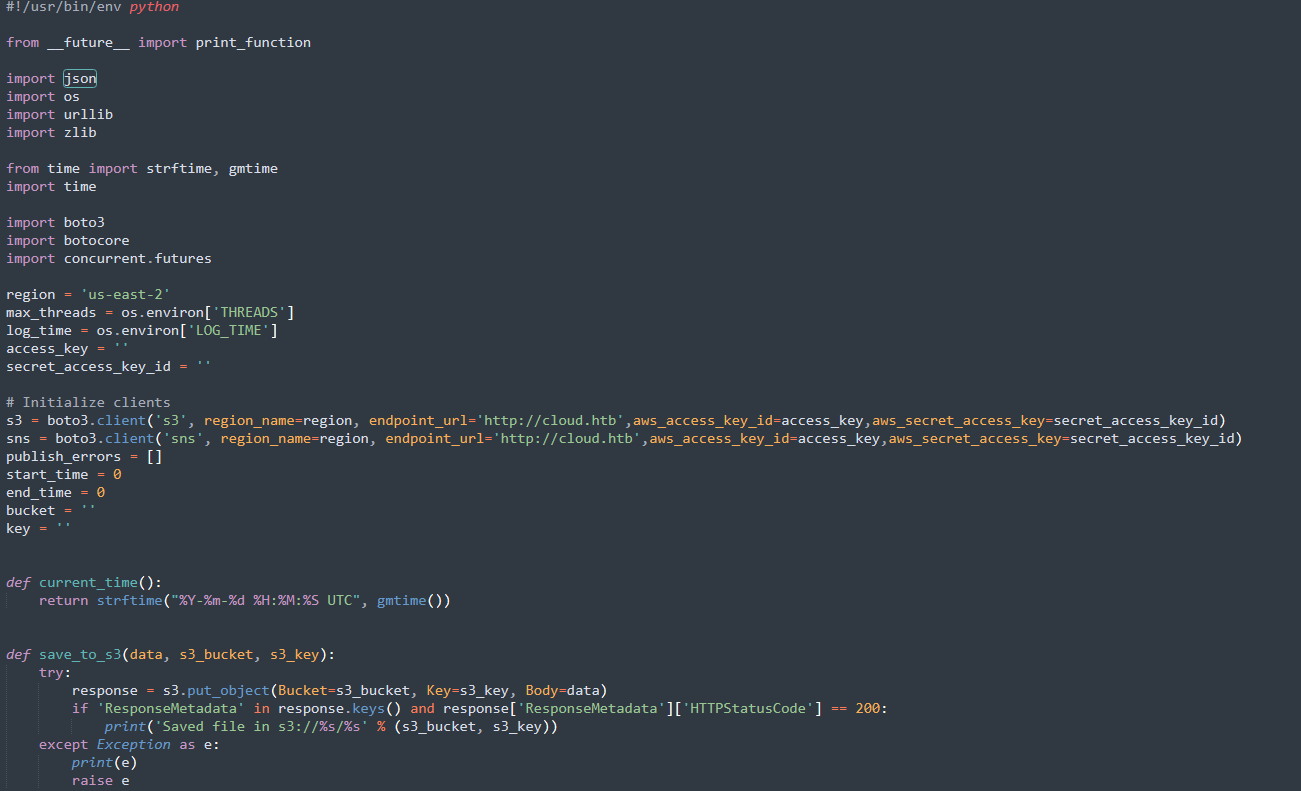 #!/usr/bin/env python
from __future__ import print_function
import json
import os
import urllib
import zlib
from time import strftime, gmtime
import time
import boto3
import botocore
import concurrent.futures
region = 'us-east-2'
max_threads = os.environ['THREADS']
log_time = os.environ['LOG_TIME']
access_key = ''
secret_access_key_id = ''
# Initialize clients
s3 = boto3.client('s3', region_name=region, endpoint_url='http://cloud.htb',aws_access_key_id=access_key,aws_secret_access_key=secret_access_key_id)
sns = boto3.client('sns', region_name=region, endpoint_url='http://cloud.htb',aws_access_key_id=access_key,aws_secret_access_key=secret_access_key_id)
publish_errors = []
start_time = 0
end_time = 0
bucket = ''
key = ''
def current_time():
    return strftime("%Y-%m-%d %H:%M:%S UTC", gmtime())
def save_to_s3(data, s3_bucket, s3_key):
    try:
        response = s3.put_object(Bucket=s3_bucket, Key=s3_key, Body=data)
        if 'ResponseMetadata' in response.keys() and response['ResponseMetadata']['HTTPStatusCode'] == 200:
            print('Saved file in s3://%s/%s' % (s3_bucket, s3_key))
    except Exception as e:
        print(e)
        raise e